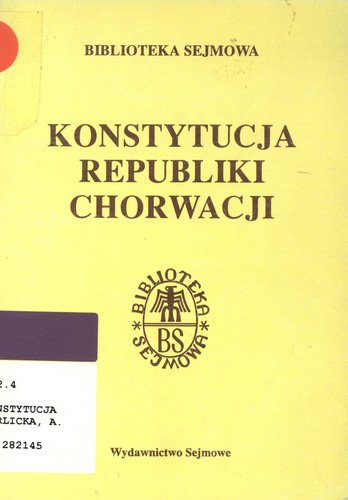 BIBLIOTEKA SEJMOWA
KONSTYTUCJA
REPUBLIKI
CHORWACJI
BIBLIOTEKA
BS
SEJMOWA
2.4
NSTYTUCJA
RLICKA, A.
282145
Wydawnictwo Sejmowe